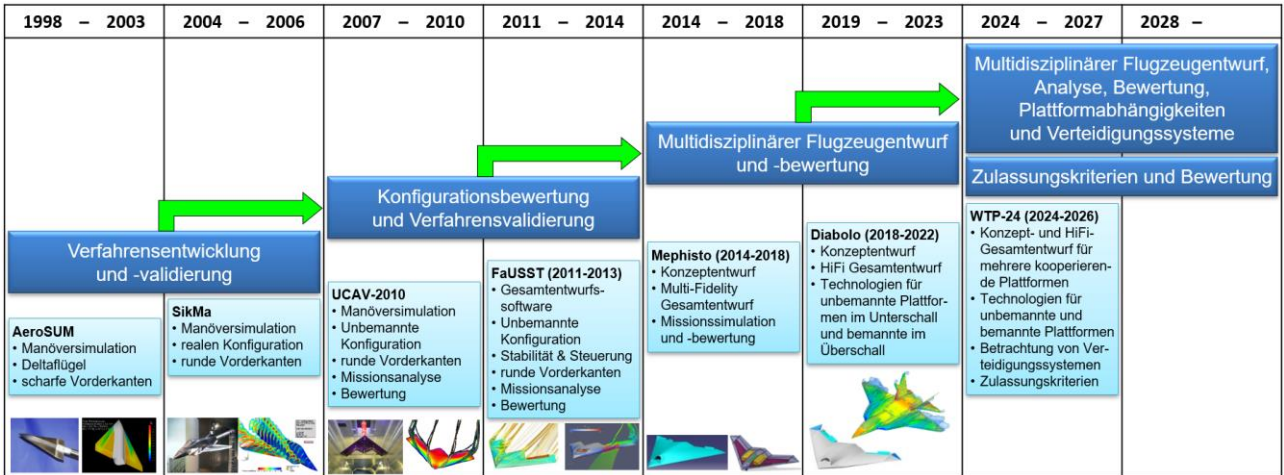 1998 – 2003
2004 – 2006
2007 – 2010
2011 – 2014
2014 – 2018
2019 – 2023
2024 – 2027
2028 –
Verfahrensentwicklung
und -validierung
AeroSUM
• Manöversimulation
• Deltaflügel
• scharfe Vorderkanten
SikMa
• Manöversimulation
• realen Konfiguration
• runde Vorderkanten
Konfigurationsbewertung
und Verfahrensvalidierung
UCAV-2010
• Manöversimulation
• Unbemannte
Konfiguration
• runde Vorderkanten
• Missionsanalyse
• Bewertung
FaUSST (2011-2013)
• Gesamtentwurfs-
software
• Unbemannte
Konfiguration
• Stabilität & Steuerung
• runde Vorderkanten
• Missionsanalyse
• Bewertung
Multidisziplinärer Flugzeugentwurf
und -bewertung
Mephisto (2014-2018)
• Konzeptentwurf
• Multi-Fidelity
Gesamtentwurf
• Missionssimulation
und -bewertung
Diabolo (2018-2022)
• Konzeptentwurf
• HiFi Gesamtentwurf
• Technologien für
unbemannte Plattfor-
men im Unterschall
und bemannte im
Überschall
Multidisziplinärer Flugzeugentwurf,
Analyse, Bewertung,
Plattformabhängigkeiten
und Verteidigungssysteme
Zulassungskriterien und Bewertung
WTP-24 (2024-2026)
• Konzept- und HiFi-
Gesamtentwurf für
mehrere kooperieren-
de Plattformen
• Technologien für
unbemannte und
bemannte Plattformen
• Betrachtung von Ver-
teidigungssystemen
• Zulassungskriterien